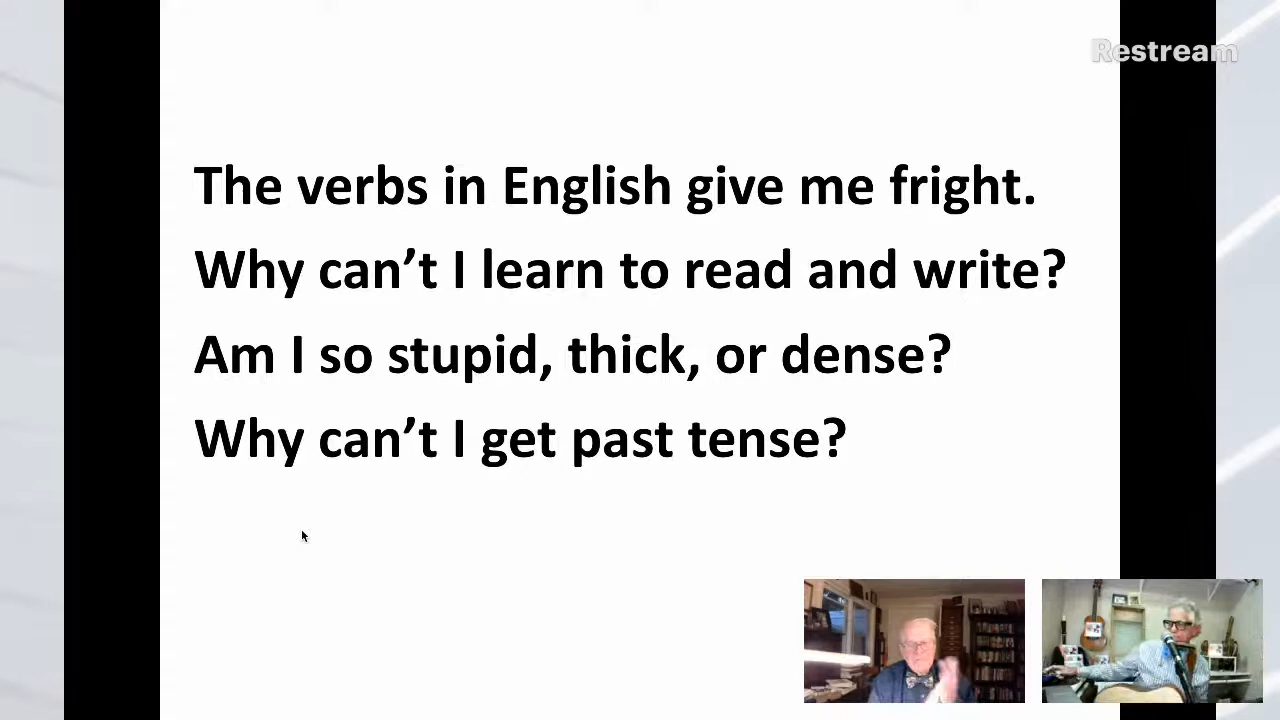 Restream
The verbs in English give me fright.
Why can’t I learn to read and write?
Am I so stupid, thick, or dense?
Why can’t I get past tense?